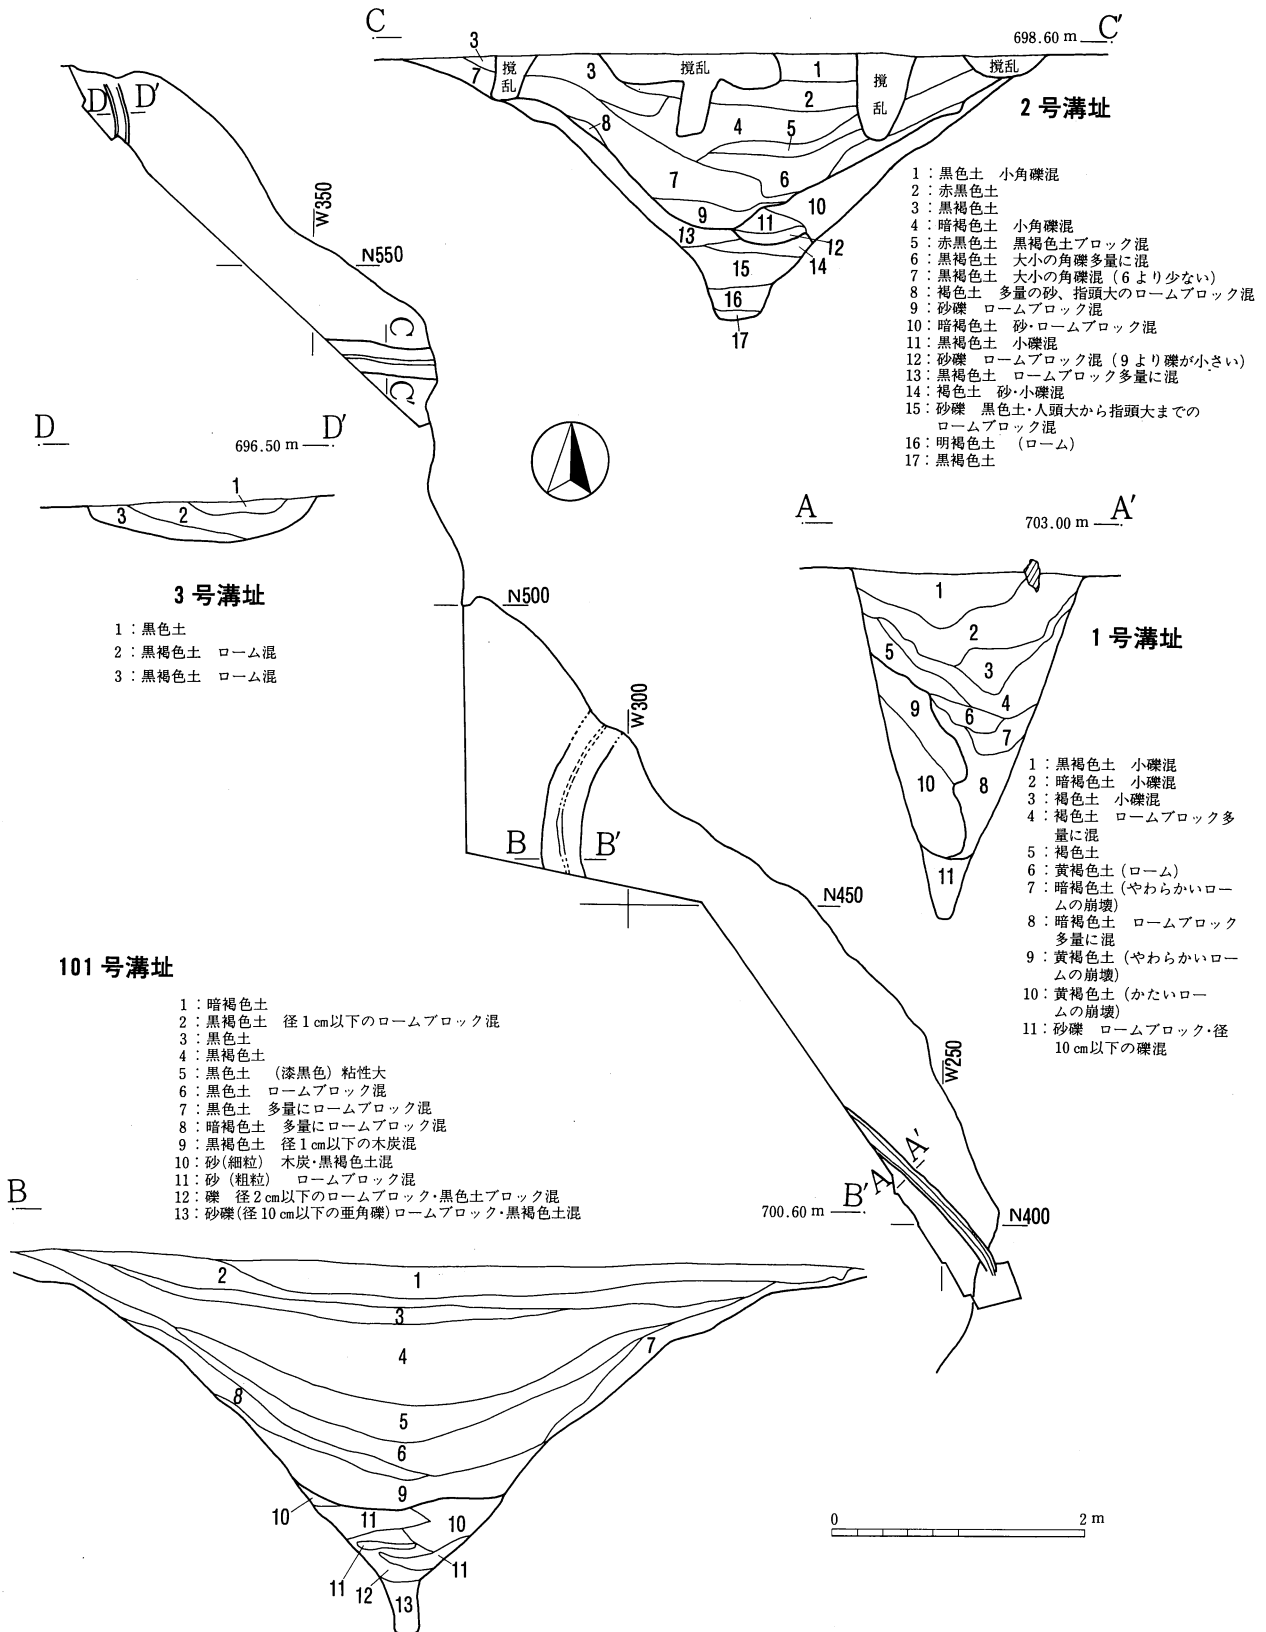 C
C'
698.60 m
3
7
撹乱
3
撹乱
1
撹乱
撹乱
2
8
4
5
7
6
9
11
10
13
12
14
15
16
17
2号溝址
1：黒色土　小角礫混
2：赤黒色土
3：黒褐色土
4：暗褐色土　小角礫混
5：赤黒色土　黒褐色土ブロック混
6：黒褐色土　大小の角礫多量に混
7：黒褐色土　大小の角礫混（6より少ない）
8：褐色土　多量の砂、指頭大のロームブロック混
9：砂礫　ロームブロック混
10：暗褐色土　砂・ロームブロック混
11：黒褐色土　小礫混
12：砂礫　ロームブロック混（9より礫が小さい）
13：黒褐色土　ロームブロック多量に混
14：褐色土　砂・小礫混
15：砂礫　黒色土・人頭大から指頭大までの
ロームブロック混
16：明褐色土　（ローム）
17：黒褐色土
D
D'
W350
N550
C
C'
D
D'
696.50 m
1
2
3
3号溝址
1：黒色土
2：黒褐色土　ローム混
3：黒褐色土　ローム混
N500
W300
B
B'
N450
W250
A
A'
N400
A
A'
703.00 m
1
2
3
4
5
6
7
9
8
10
11
1号溝址
1：黒褐色土　小礫混
2：暗褐色土　小礫混
3：褐色土　小礫混
4：褐色土　ロームブロック多
量に混
5：褐色土
6：黄褐色土（ローム）
7：暗褐色土（やわらかいロー
ムの崩壊）
8：暗褐色土　ロームブロック
多量に混
9：黄褐色土（やわらかいロー
ムの崩壊）
10：黄褐色土（かたいロー
ムの崩壊）
11：砂礫　ロームブロック・径
10cm以下の礫混
101号溝址
1：暗褐色土
2：黒褐色土　径1cm以下のロームブロック混
3：黒色土
4：黒褐色土
5：黒色土　（漆黒色）粘性大
6：黒色土　ロームブロック混
7：黒色土　多量にロームブロック混
8：暗褐色土　多量にロームブロック混
9：黒褐色土　径1cm以下の木炭混
10：砂（細粒）　木炭・黒褐色土混
11：砂（粗粒）　ロームブロック混
12：礫　径2cm以下のロームブロック・黒色土ブロック混
13：砂礫（径10cm以下の亜角礫）ロームブロック・黒褐色土混
B
B'
700.60 m
2
1
3
4
7
8
5
6
9
10
11
10
11
11
12
13
0
2 m